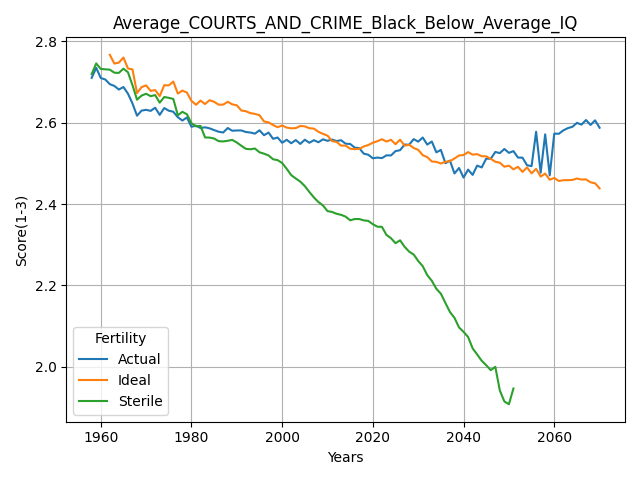 Average_COURTS_AND_CRIME_Black_Below_Average_IQ
Score(1-3)
2.8
2.6
2.4
2.2
2.0
Fertility
Actual
Ideal
Sterile
1960 1980 2000 2020 2040 2060
Years